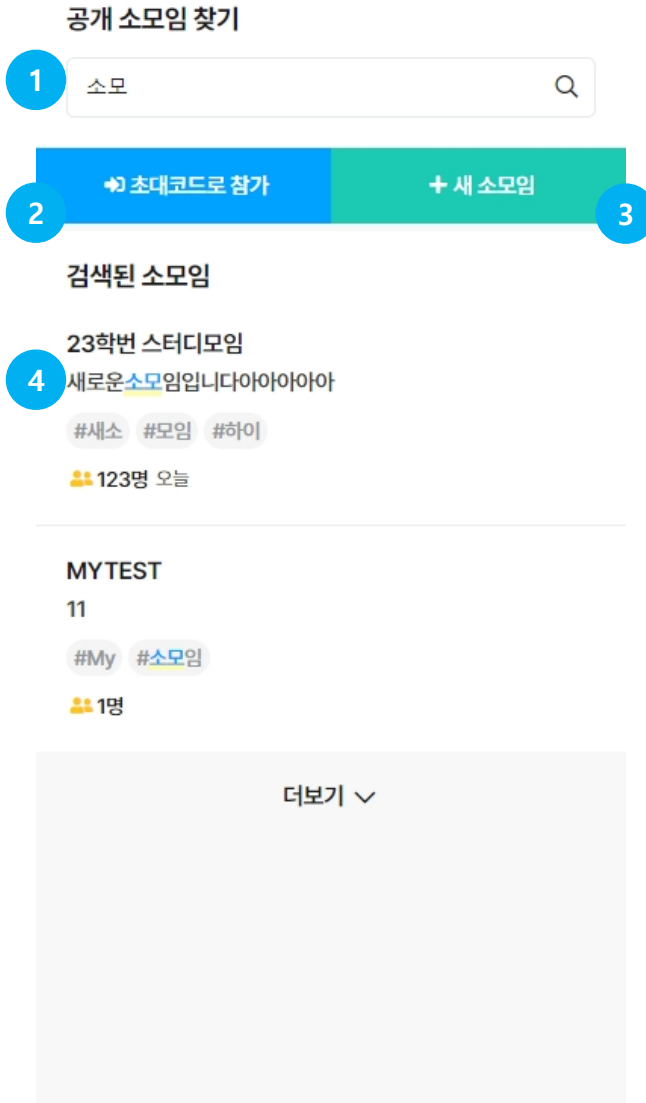 공개 소모임 찾기
1
소모
초대코드로 참가
새 소모임
2
3
검색된 소모임
23학번 스터디모임
4
새로운소모임입니다아아아아아
#새소 #모임 #하이
123명 오늘
MYTEST
11
#My #소모임
1명
더보기